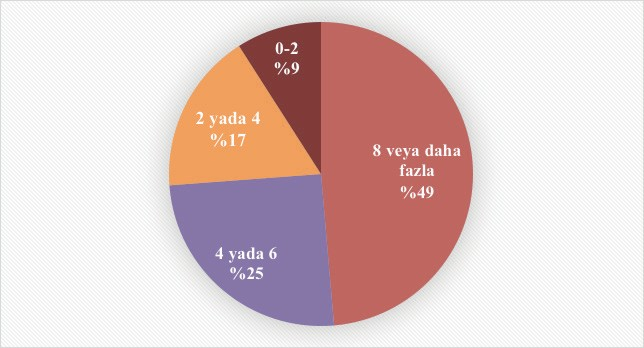 0-2
%9
2 yada 4
%17
8 veya daha
fazla
%49
4 yada 6
%25